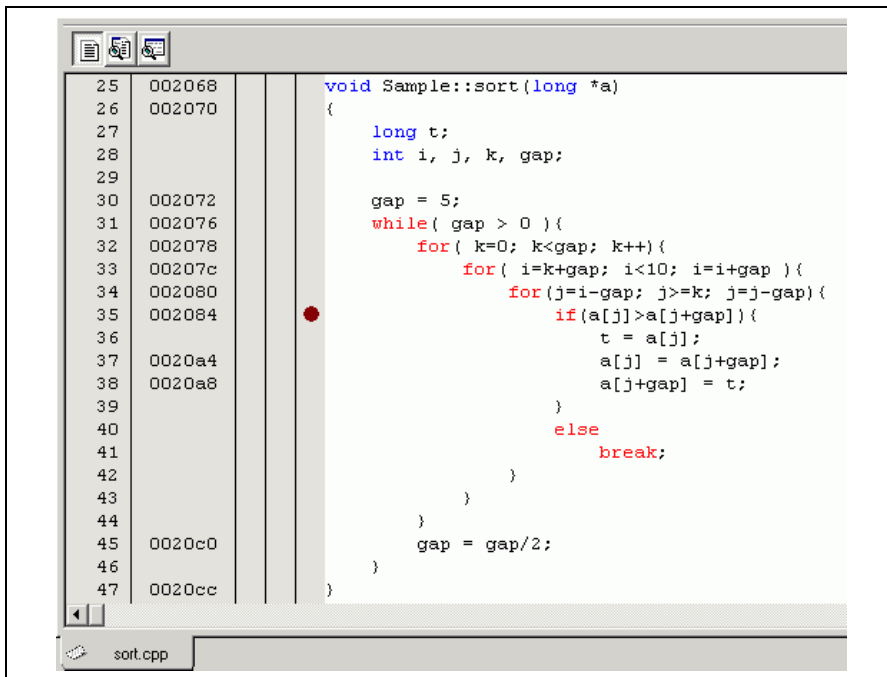 25 002068 void Sample::sort(long *a)
26 002070 {
27 long t;
28 int i, j, k, gap;
29
30 002072 gap = 5;
31 002076 while( gap > 0 ){
32 002078 for( k=0; k<gap; k++){
33 00207c for( i=k+gap; i<10; i=i+gap ){
34 002080 for(j=i-gap; j>=k; j=j-gap){
35 002084 if(a[j]>a[j+gap]){
36 t = a[j];
37 0020a4 a[j] = a[j+gap];
38 0020a8 a[j+gap] = t;
39 }
40 else
41 break;
42 }
43 }
44 }
45 0020c0 gap = gap/2;
46 }
47 0020cc }
sort.cpp